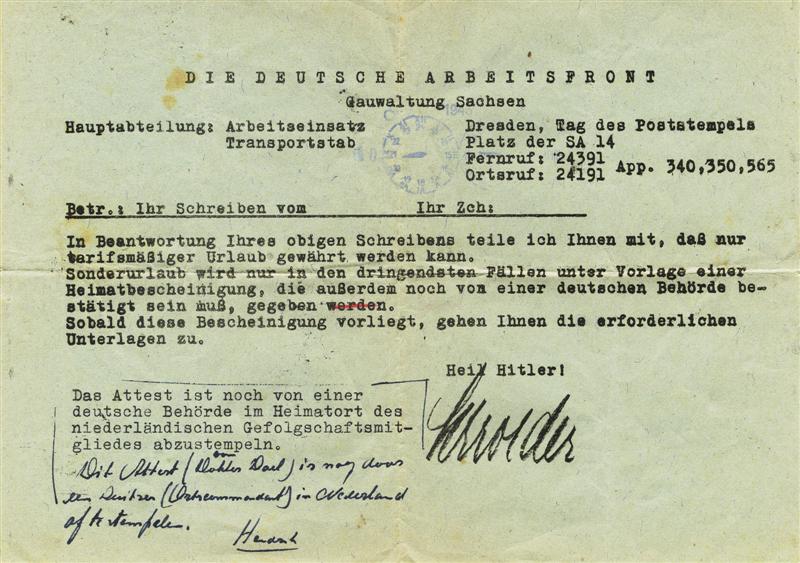 DIE DEUTSCHE ARBEITSFRONT
Gauwaltung Sachsen
Hauptabteilung: Arbeitseinsatz
Transportstab
Dresden, Tag des Poststempels
Platz der SA 14
Fernruf: 24391
Ortsruf: 24191
App. 340,350,565
Betr.: Ihr Schreiben vom Ihr Zch:
In Beantwortung Ihres obigen Schreibens teile ich Ihnen mit, daß nur
tarifsmäßiger Urlaub gewährt werden kann.
Sonderurlaub wird nur in den dringendsten Fällen unter Vorlage einer
Heimatbescheinigung, die außerdem noch von einer deutschen Behörde be-
stätigt sein muß, gegeben werden.
Sobald diese Bescheinigung vorliegt, gehen Ihnen die erforderlichen
Unterlagen zu.
Heil Hitler!
Schroeder
Das Attest ist noch von einer
deutsche Behörde im Heimatort des
niederländischen Gefolgschaftsmit-
gliedes abzustempeln.
Dit Attest (Dokter) is nog door
een Duitser (Ortscommandant) in Nederland
af te stempelen.